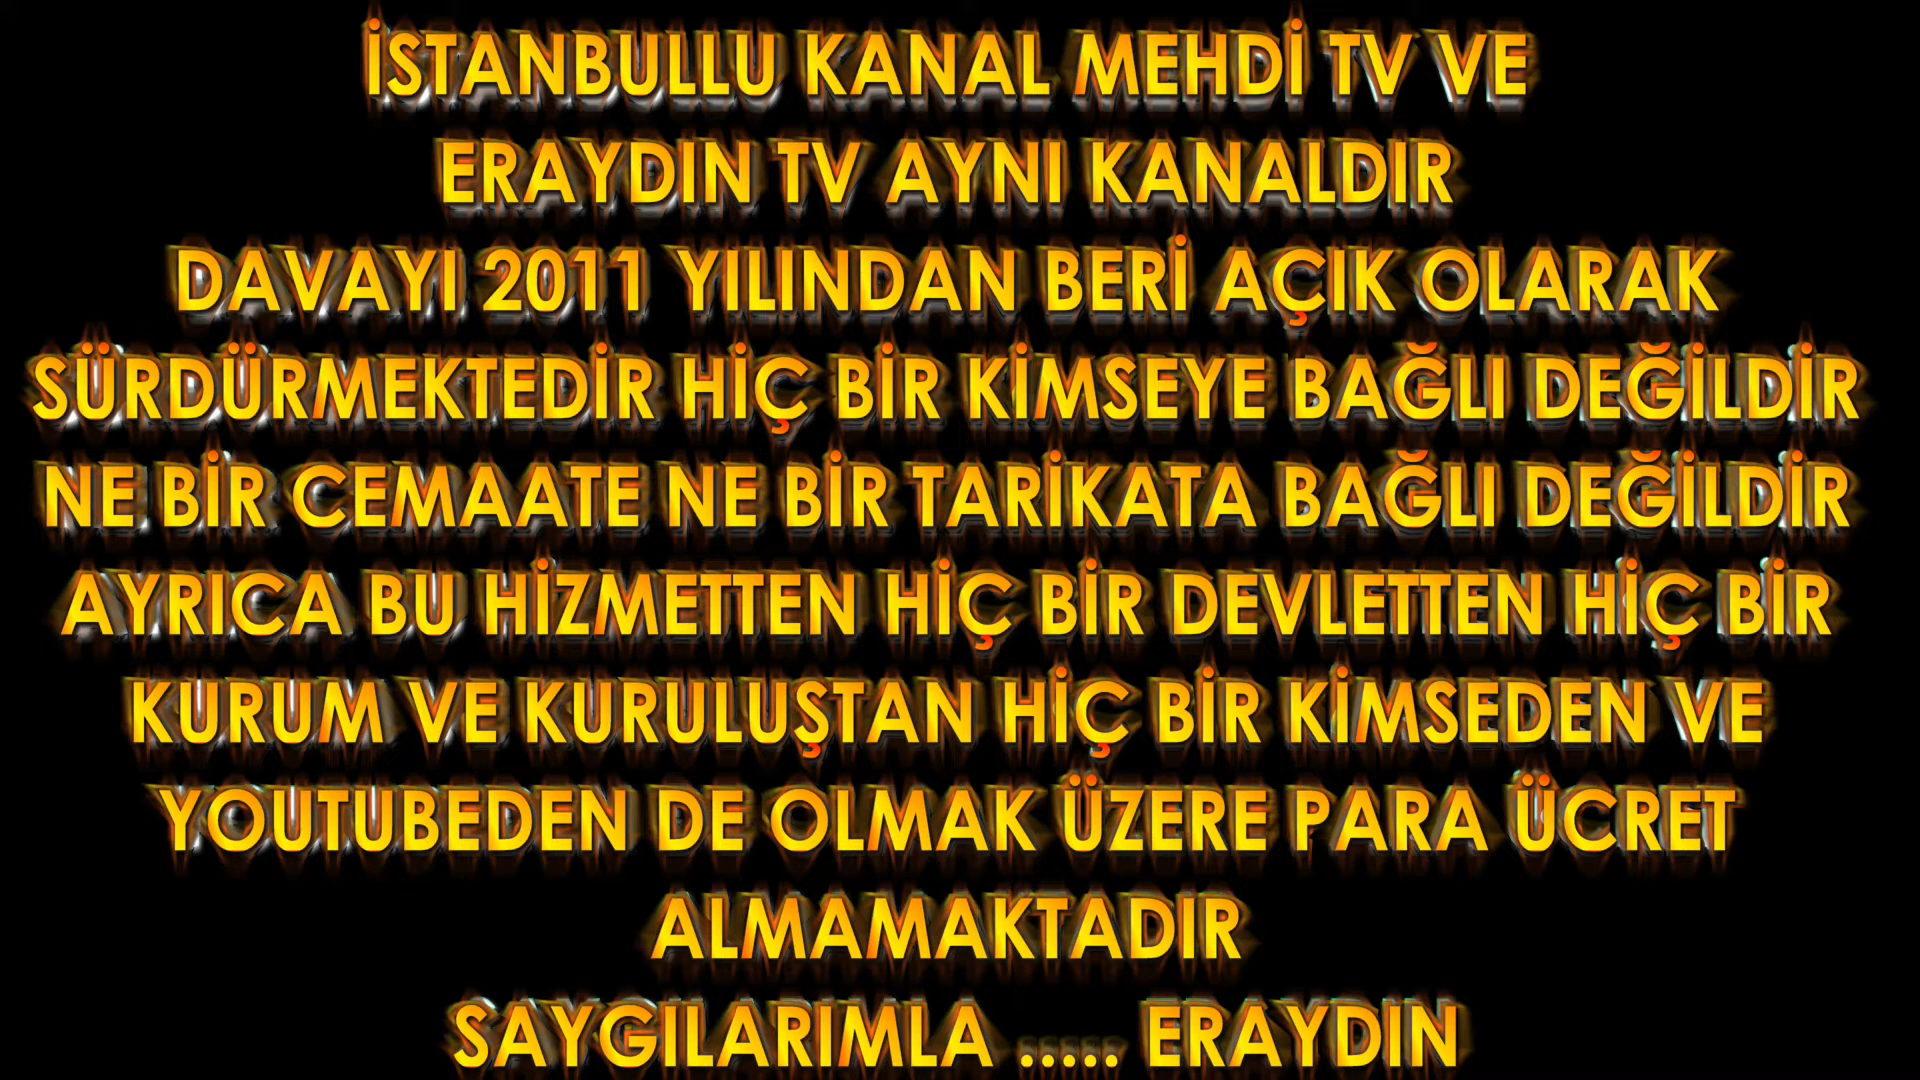 İSTANBULLU KANAL MEHDİ TV VE
ERAYDIN TV AYNI KANALDIR
DAVAYI 2011 YILINDAN BERİ AÇIK OLARAK
SÜRDÜRMEKTEDİR HİÇ BİR KİMSEYE BAĞLI DEĞİLDİR
NE BİR CEMAATE NE BİR TARİKATA BAĞLI DEĞİLDİR
AYRICA BU HİZMETTEN HİÇ BİR DEVLETTEN HİÇ BİR
KURUM VE KURULUŞTAN HİÇ BİR KİMSEDEN VE
YOUTUBEDEN DE OLMAK ÜZERE PARA ÜCRET
ALMAMAKTADIR
SAYGILARIMLA ..... ERAYDIN